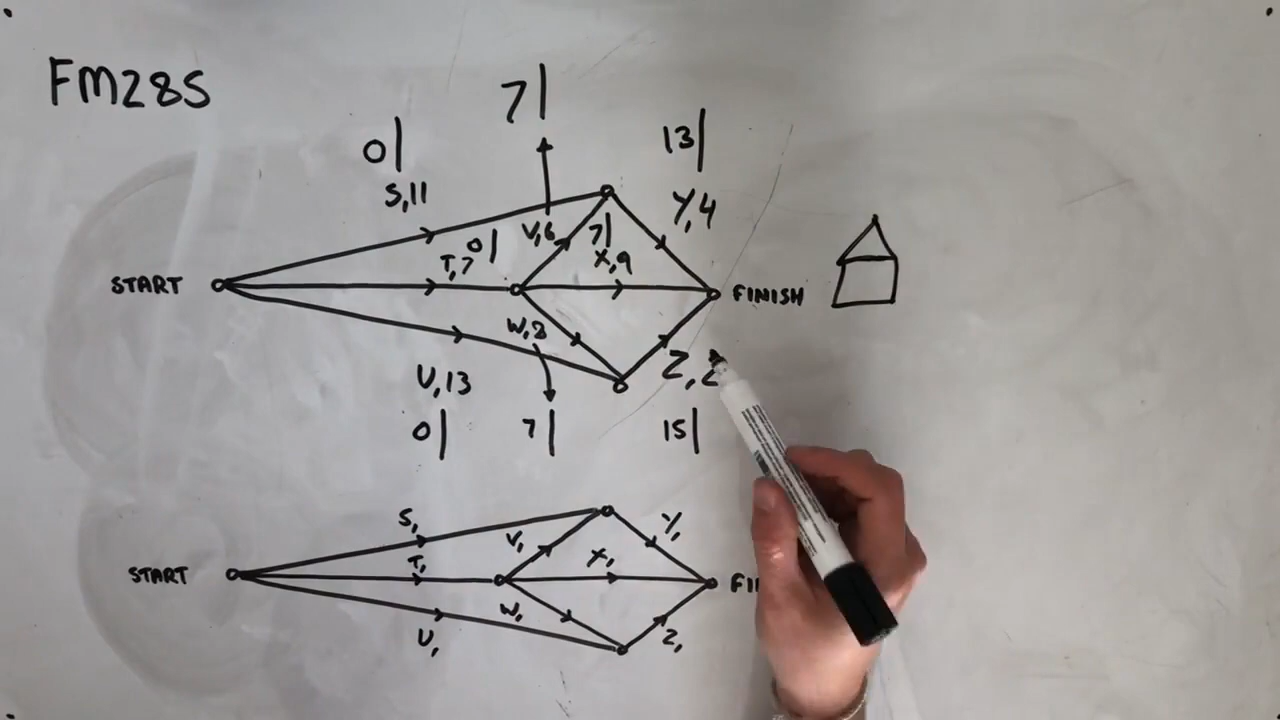 FM28S
7|
0|
13|
S,11
Y,4
0|
V,6
7|
T,7
X,9
START
FINISH
W,8
Z,
U,13
0|
7|
15|
S,
Y,
V,
T,
X,
START
W,
U,
Z,